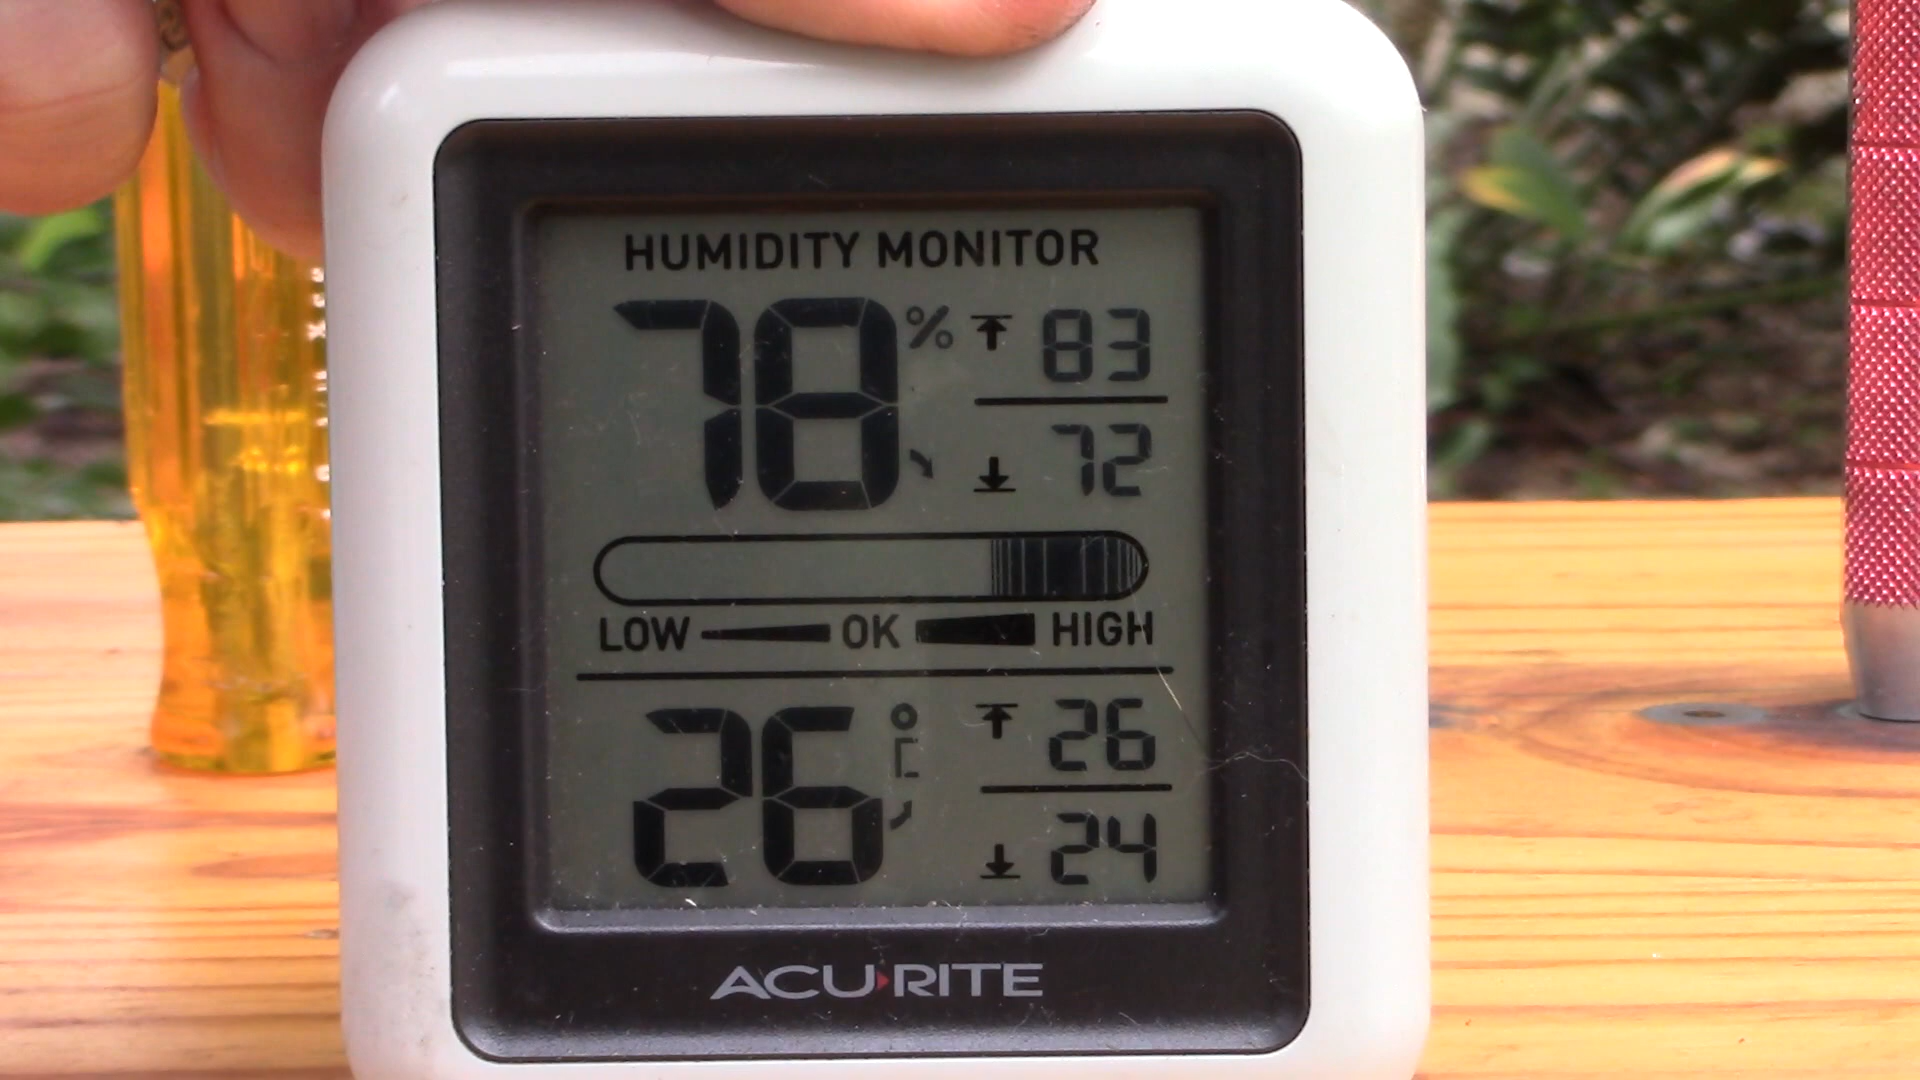 HUMIDITY MONITOR
78% 83
72
LOW OK HIGH
26°C 26
24
ACURITE